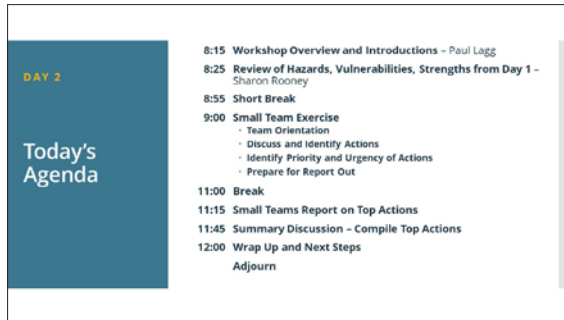 DAY 2
Today's
Agenda
8:15 Workshop Overview and Introductions – Paul Lagg
8:25 Review of Hazards, Vulnerabilities, Strengths from Day 1 –
Sharon Rooney
8:55 Short Break
9:00 Small Team Exercise
· Team Orientation
· Discuss and Identify Actions
· Identify Priority and Urgency of Actions
· Prepare for Report Out
11:00 Break
11:15 Small Teams Report on Top Actions
11:45 Summary Discussion – Compile Top Actions
12:00 Wrap Up and Next Steps
Adjourn